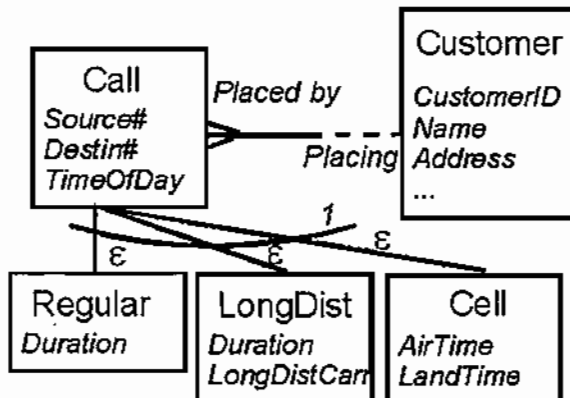 Call
Source#
Destin#
TimeOfDay
Placed by
Placing
Customer
CustomerID
Name
Address
...
1
ε
ε
ε
Regular
Duration
LongDist
Duration
LongDistCarr
Cell
AirTime
LandTime